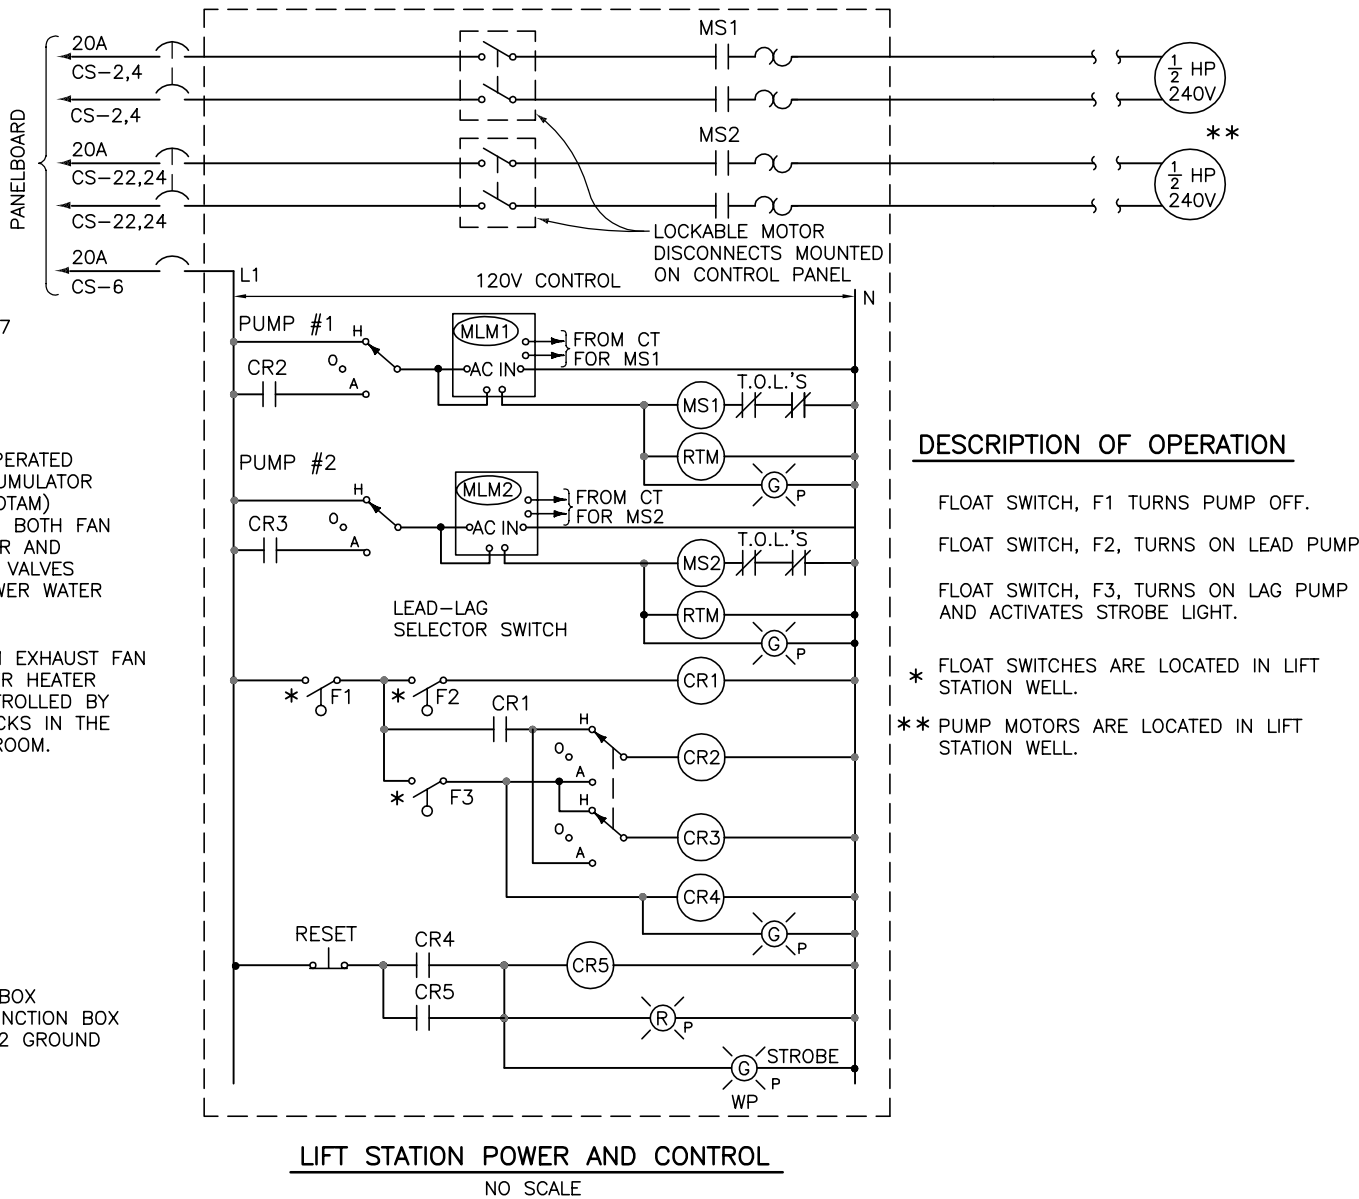 PANELBOARD
20A
CS-2,4
CS-2,4
20A
CS-22,24
CS-22,24
20A
CS-6
MS1
MS2
1/2 HP
240V
**
1/2 HP
240V
LOCKABLE MOTOR
DISCONNECTS MOUNTED
ON CONTROL PANEL
L1
120V CONTROL
N
7
PUMP #1
H
O
A
CR2
MLM1
AC IN
FROM CT
FOR MS1
MS1
T.O.L.'S
RTM
G
P
PUMP #2
H
O
A
CR3
MLM2
AC IN
FROM CT
FOR MS2
MS2
T.O.L.'S
RTM
G
P
LEAD-LAG
SELECTOR SWITCH
* F1
* F2
CR1
CR1
H
O
A
CR2
* F3
H
O
A
CR3
CR4
G
P
RESET
CR4
CR5
CR5
R
P
STROBE
G
P
WP
PERATED
UMULATOR
OTAM)
BOTH FAN
R AND
VALVES
WER WATER
EXHAUST FAN
R HEATER
TROLLED BY
CKS IN THE
ROOM.
BOX
NCTION BOX
2 GROUND
DESCRIPTION OF OPERATION
FLOAT SWITCH, F1 TURNS PUMP OFF.
FLOAT SWITCH, F2, TURNS ON LEAD PUMP
FLOAT SWITCH, F3, TURNS ON LAG PUMP
AND ACTIVATES STROBE LIGHT.
* FLOAT SWITCHES ARE LOCATED IN LIFT
STATION WELL.
** PUMP MOTORS ARE LOCATED IN LIFT
STATION WELL.
LIFT STATION POWER AND CONTROL
NO SCALE